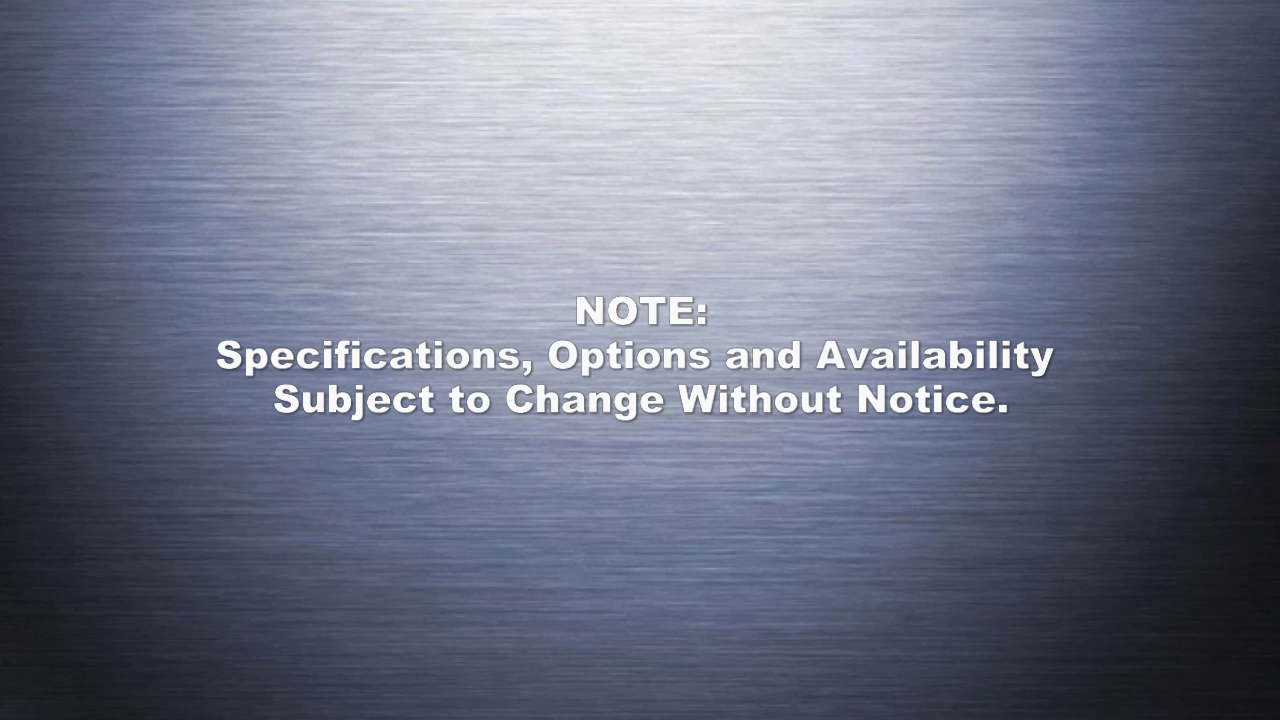 NOTE:
Specifications, Options and Availability
Subject to Change Without Notice.